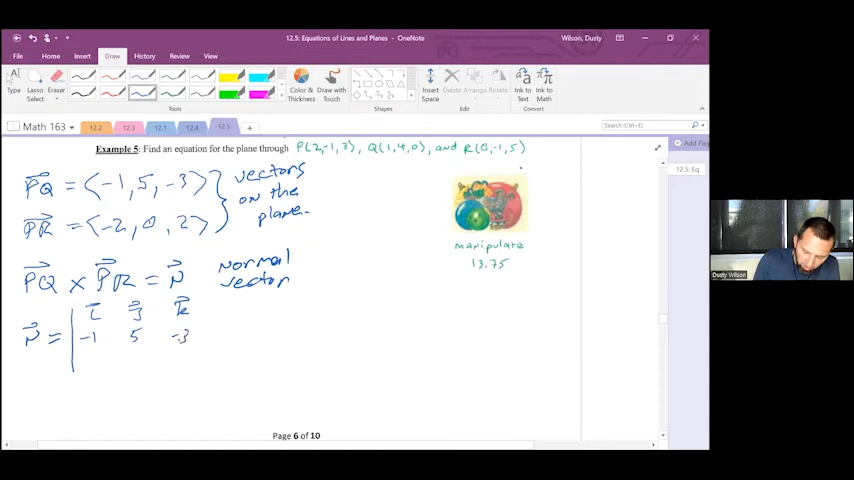 12.5: Equations of Lines and Planes - OneNote
Wilson, Dusty
File Home Insert Draw History Review View
Type
Lasso Select
Eraser
Tools
Color & Thickness
Draw with Touch
Shapes
Insert Space
Delete
Arrange
Rotate
Edit
Ink to Text
Ink to Math
Convert
Math 163
12.2 12.3 12.1 12.4 12.5
Search (Ctrl+E)
Add Page
12.5: Eq
Example 5: Find an equation for the plane through P(2,-1,3), Q(1,4,0), and R(0,-1,5)
PQ = ⟨-1, 5, -3⟩
PR = ⟨-2, 0, 2⟩
vectors
on the
plane.
PQ × PR = N
Normal
vector
i j k
N = | -1 5 -3
manipulate
13.75
Page 6 of 10
Dusty Wilson